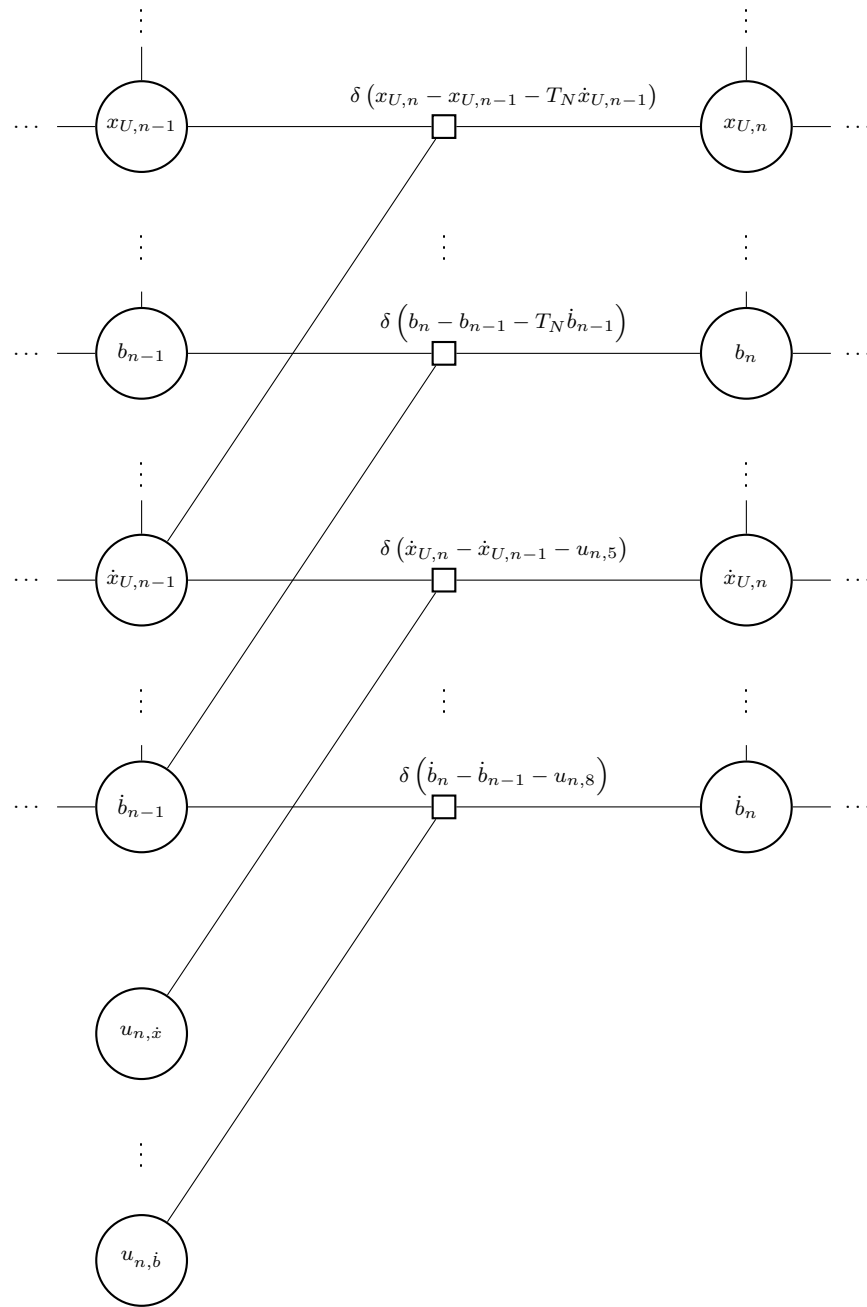 δ (x_{U,n} − x_{U,n−1} − T_N ẋ_{U,n−1})
... x_{U,n−1} x_{U,n} ...
δ (b_n − b_{n−1} − T_N ḃ_{n−1})
... b_{n−1} b_n ...
δ (ẋ_{U,n} − ẋ_{U,n−1} − u_{n,5})
... ẋ_{U,n−1} ẋ_{U,n} ...
δ (ḃ_n − ḃ_{n−1} − u_{n,8})
... ḃ_{n−1} ḃ_n ...
u_{n,ẋ}
u_{n,ḃ}